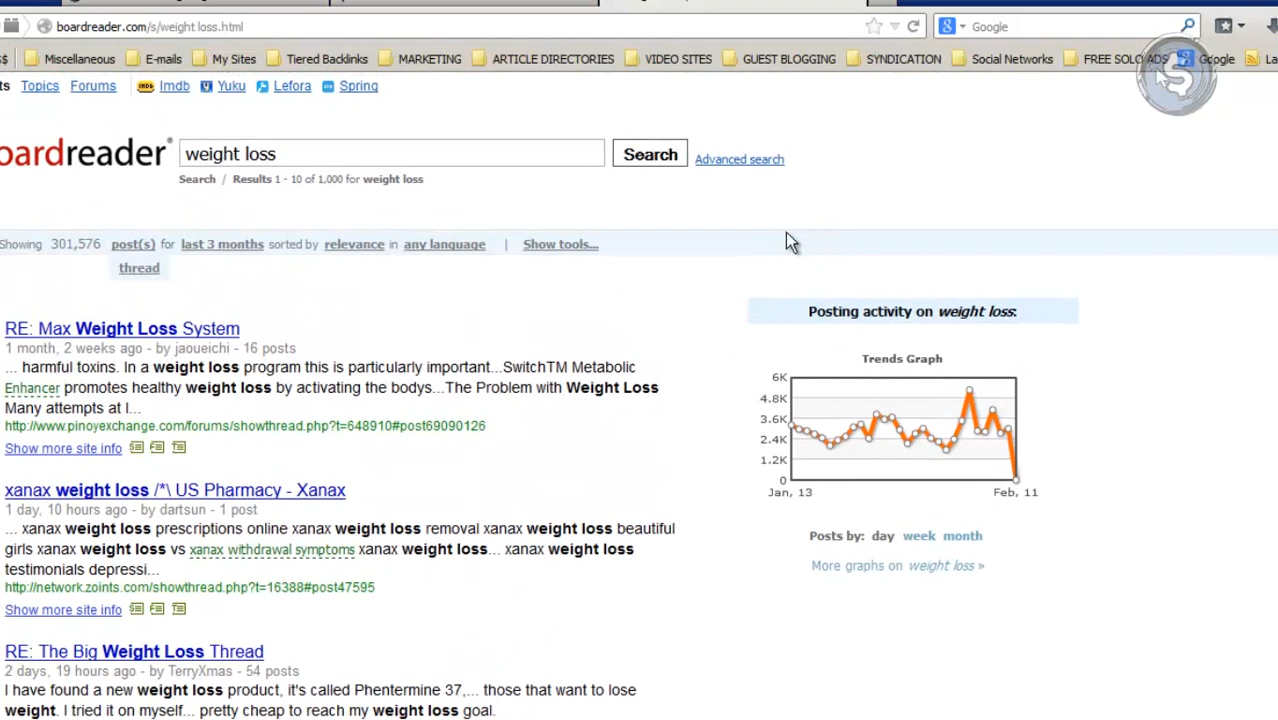 boardreader.com/s/weight loss.html
Google
Miscellaneous E-mails My Sites Tiered Backlinks MARKETING ARTICLE DIRECTORIES VIDEO SITES GUEST BLOGGING SYNDICATION Social Networks FREE SOLO ADS Google
Topics Forums IMDb Imdb Yuku Lefora Spring
boardreader® weight loss Search Advanced search
Search / Results 1 - 10 of 1,000 for weight loss
Showing 301,576 post(s) for last 3 months sorted by relevance in any language | Show tools...
thread
RE: Max Weight Loss System
1 month, 2 weeks ago - by jaoueichi - 16 posts
... harmful toxins. In a weight loss program this is particularly important...SwitchTM Metabolic
Enhancer promotes healthy weight loss by activating the bodys...The Problem with Weight Loss
Many attempts at l...
http://www.pinoyexchange.com/forums/showthread.php?t=648910#post69090126
Show more site info
xanax weight loss /*\ US Pharmacy - Xanax
1 day, 10 hours ago - by dartsun - 1 post
... xanax weight loss prescriptions online xanax weight loss removal xanax weight loss beautiful
girls xanax weight loss vs xanax withdrawal symptoms xanax weight loss... xanax weight loss
testimonials depressi...
http://network.zoints.com/showthread.php?t=16388#post47595
Show more site info
RE: The Big Weight Loss Thread
2 days, 19 hours ago - by TerryXmas - 54 posts
I have found a new weight loss product, it's called Phentermine 37,... those that want to lose
weight. I tried it on myself... pretty cheap to reach my weight loss goal.
Posting activity on weight loss:
Trends Graph
6K
4.8K
3.6K
2.4K
1.2K
0
Jan, 13 Feb, 11
Posts by: day week month
More graphs on weight loss »